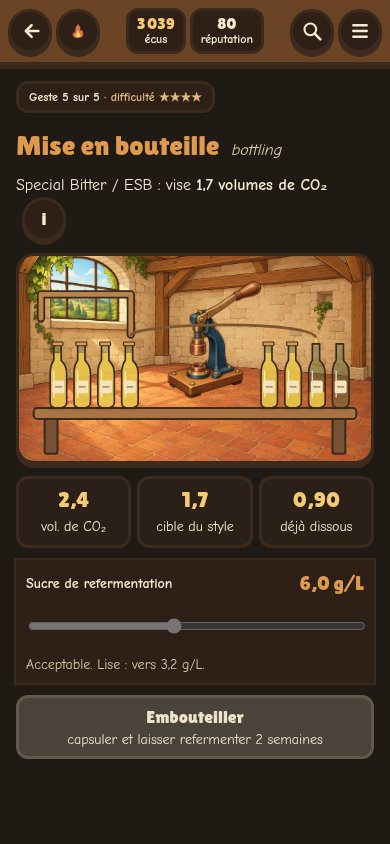 3 039
écus
80
réputation
Geste 5 sur 5 · difficulté ★★★★
Mise en bouteille bottling
Special Bitter / ESB : vise 1,7 volumes de CO₂
i
2,4
vol. de CO₂
1,7
cible du style
0,90
déjà dissous
Sucre de refermentation
6,0 g/L
Acceptable. Lise : vers 3,2 g/L.
Embouteiller
capsuler et laisser refermenter 2 semaines